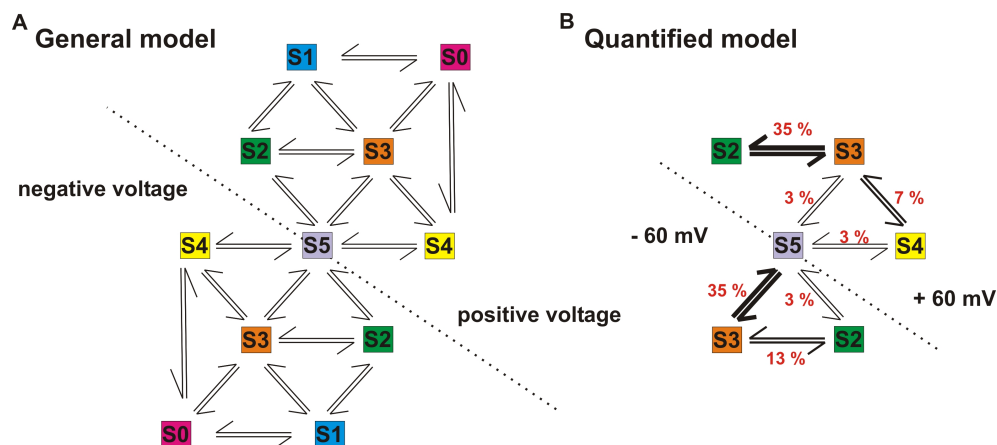 A
General model
S1
S0
S2
S3
negative voltage
S4
S5
S4
positive voltage
S3
S2
S0
S1
B
Quantified model
35 %
S2
S3
3 %
7 %
- 60 mV
S5
3 %
S4
35 %
3 %
+ 60 mV
S3
S2
13 %